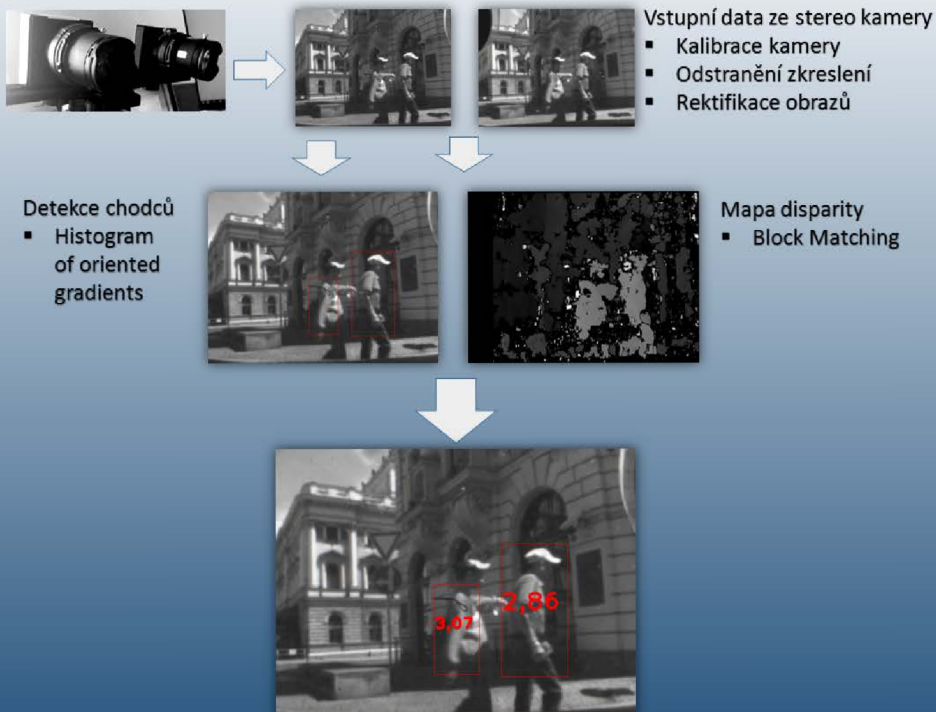 Vstupní data ze stereo kamery
▪ Kalibrace kamery
▪ Odstranění zkreslení
▪ Rektifikace obrazů
Detekce chodců
▪ Histogram
of oriented
gradients
Mapa disparity
▪ Block Matching
3,07
2,86